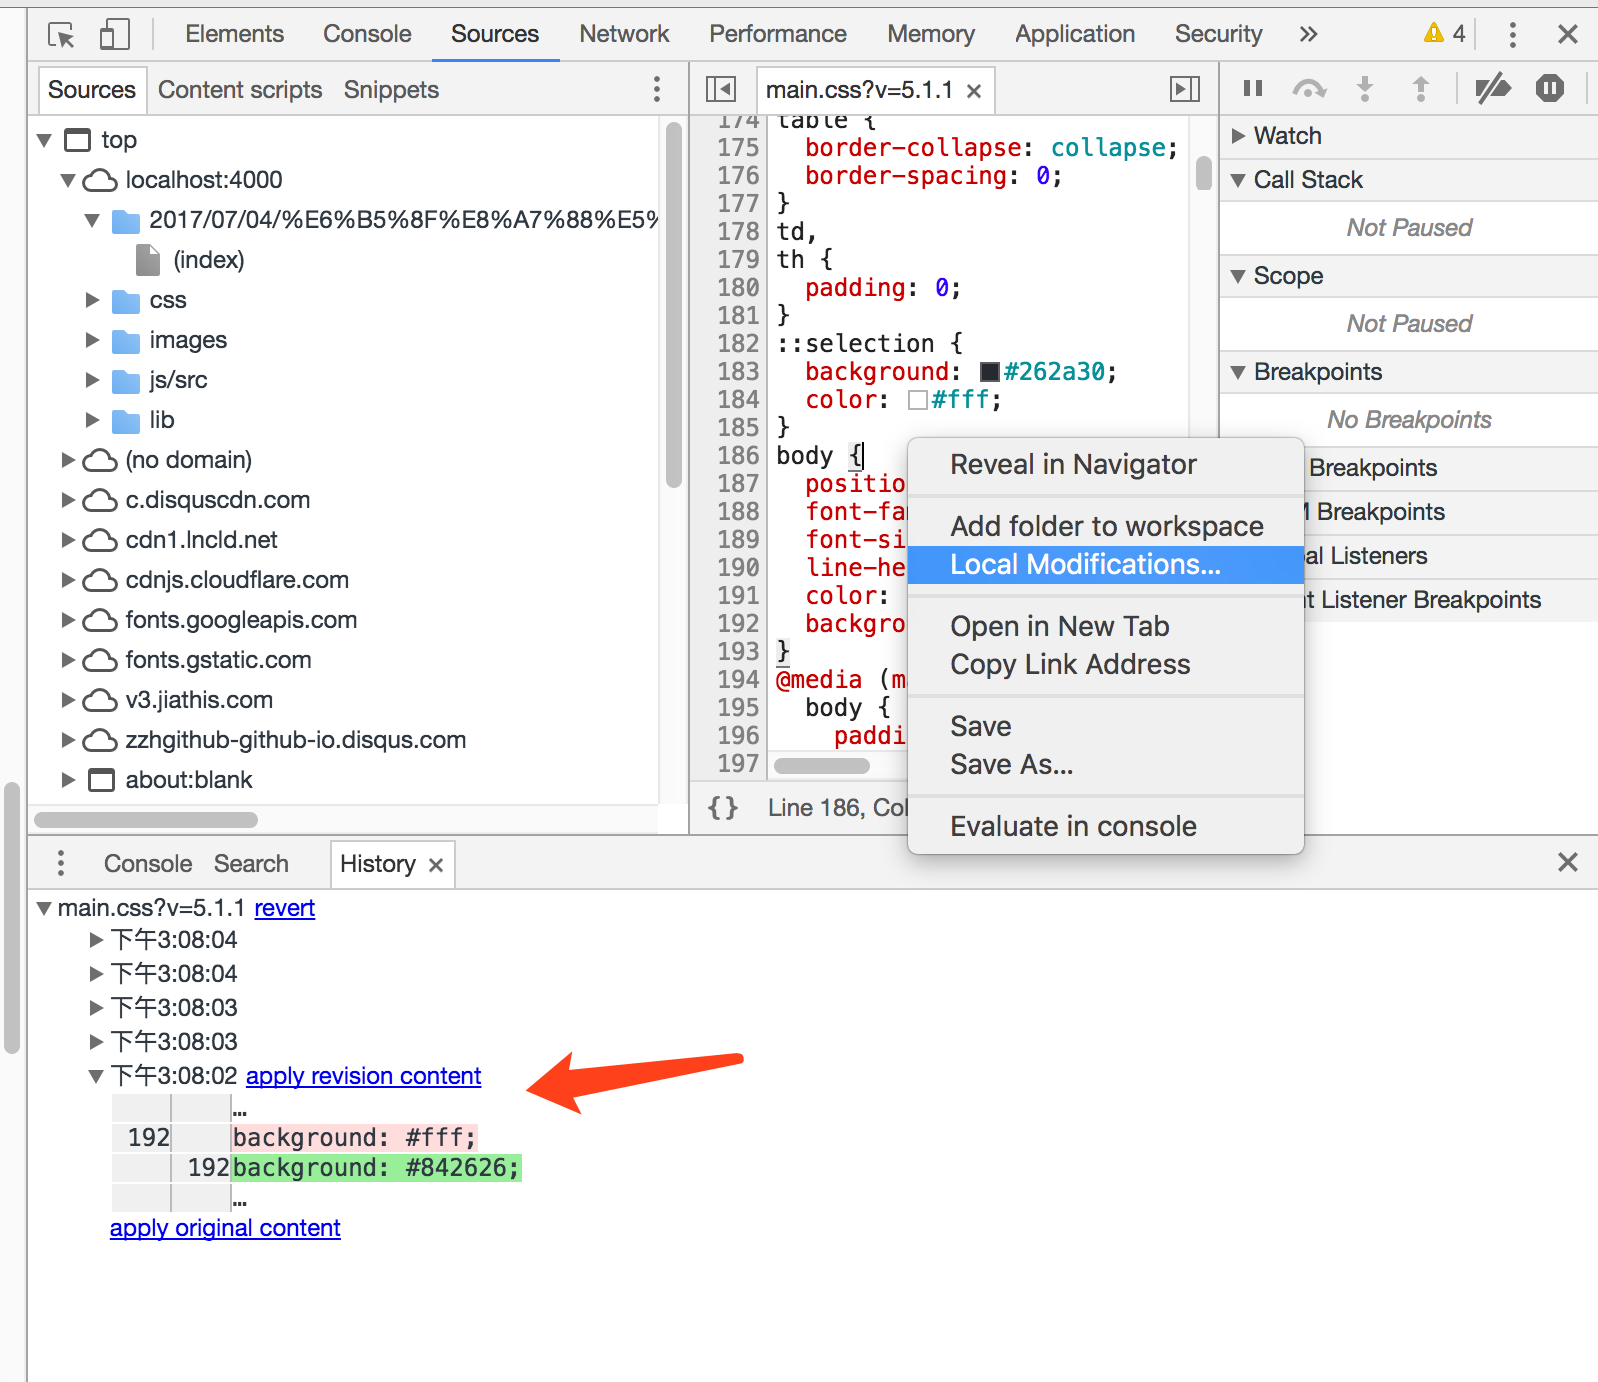 Elements Console Sources Network Performance Memory Application Security » 4
Sources Content scripts Snippets
main.css?v=5.1.1
top
localhost:4000
2017/07/04/%E6%B5%8F%E8%A7%88%E5%
(index)
css
images
js/src
lib
(no domain)
c.disquscdn.com
cdn1.lncld.net
cdnjs.cloudflare.com
fonts.googleapis.com
fonts.gstatic.com
v3.jiathis.com
zzhgithub-github-io.disqus.com
about:blank
174 table {
175 border-collapse: collapse;
176 border-spacing: 0;
177 }
178 td,
179 th {
180 padding: 0;
181 }
182 ::selection {
183 background: #262a30;
184 color: #fff;
185 }
186 body {
187 positio
188 font-fa
189 font-si
190 line-he
191 color:
192 backgro
193 }
194 @media (m
195 body {
196 paddi
197
{} Line 186, Col
Reveal in Navigator
Add folder to workspace
Local Modifications...
Open in New Tab
Copy Link Address
Save
Save As...
Evaluate in console
Watch
Call Stack
Not Paused
Scope
Not Paused
Breakpoints
No Breakpoints
Breakpoints
M Breakpoints
al Listeners
t Listener Breakpoints
Console Search History
main.css?v=5.1.1 revert
下午3:08:04
下午3:08:04
下午3:08:03
下午3:08:03
下午3:08:02 apply revision content
…
192 background: #fff;
192 background: #842626;
…
apply original content